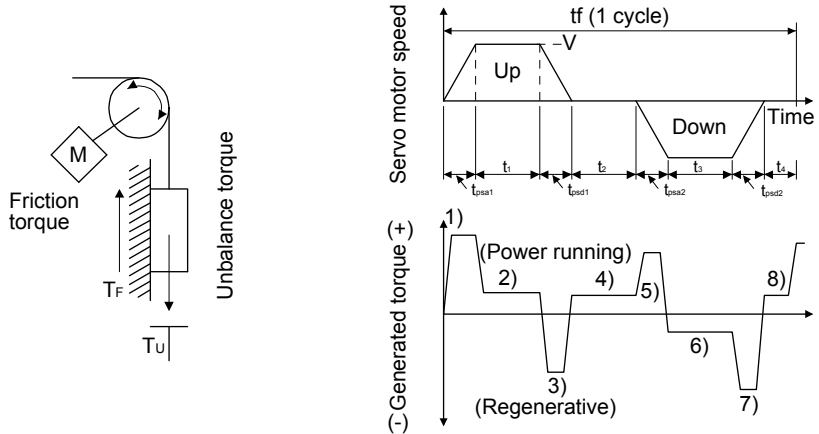 M
Friction
torque
TF
TU
Unbalance torque
Servo motor speed
tf (1 cycle)
V
Up
Down
Time
tpsa1
t1
tpsd1
t2
tpsa2
t3
tpsd2
t4
(+)
Generated torque
(-)
1)
(Power running)
2)
4)
5)
8)
6)
3)
7)
(Regenerative)